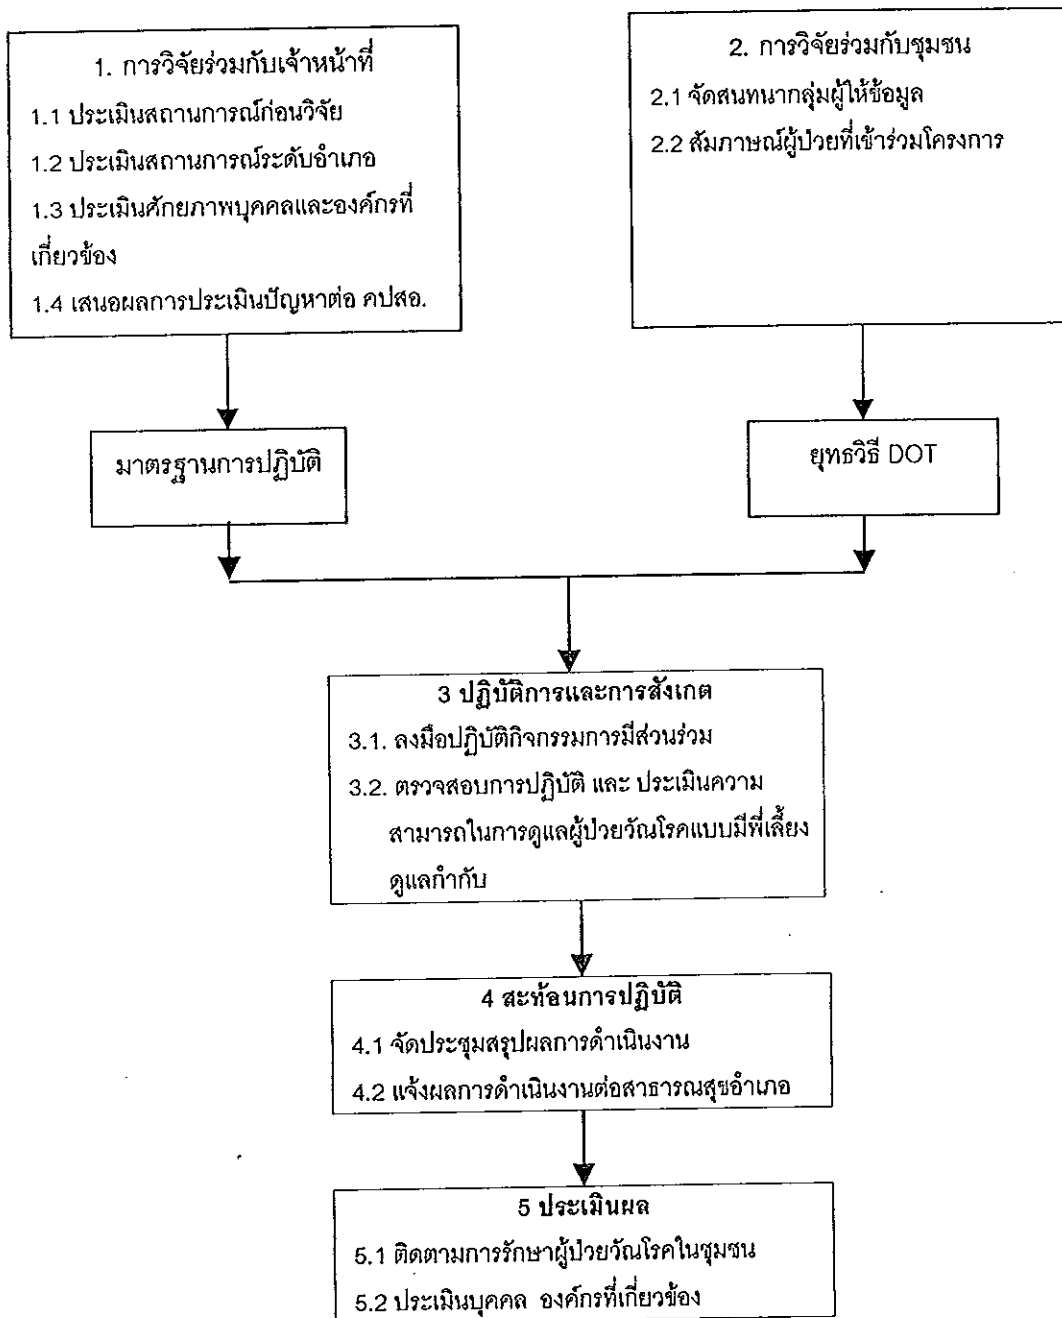 1. การวิจัยร่วมกับเจ้าหน้าที่
1.1 ประเมินสถานการณ์ก่อนวิจัย
1.2 ประเมินสถานการณ์ระดับอำเภอ
1.3 ประเมินศักยภาพบุคคลและองค์กรที่
เกี่ยวข้อง
1.4 เสนอผลการประเมินปัญหาต่อ คปสอ.
2. การวิจัยร่วมกับชุมชน
2.1 จัดสนทนากลุ่มผู้ให้ข้อมูล
2.2 สัมภาษณ์ผู้ป่วยที่เข้าร่วมโครงการ
มาตรฐานการปฏิบัติ
ยุทธวิธี DOT
3 ปฏิบัติการและการสังเกต
3.1. ลงมือปฏิบัติกิจกรรมการมีส่วนร่วม
3.2. ตรวจสอบการปฏิบัติ และ ประเมินความ
สามารถในการดูแลผู้ป่วยวัณโรคแบบมีพี่เลี้ยง
ดูแลกำกับ
4 สะท้อนการปฏิบัติ
4.1 จัดประชุมสรุปผลการดำเนินงาน
4.2 แจ้งผลการดำเนินงานต่อสาธารณสุขอำเภอ
5 ประเมินผล
5.1 ติดตามการรักษาผู้ป่วยวัณโรคในชุมชน
5.2 ประเมินบุคคล องค์กรที่เกี่ยวข้อง